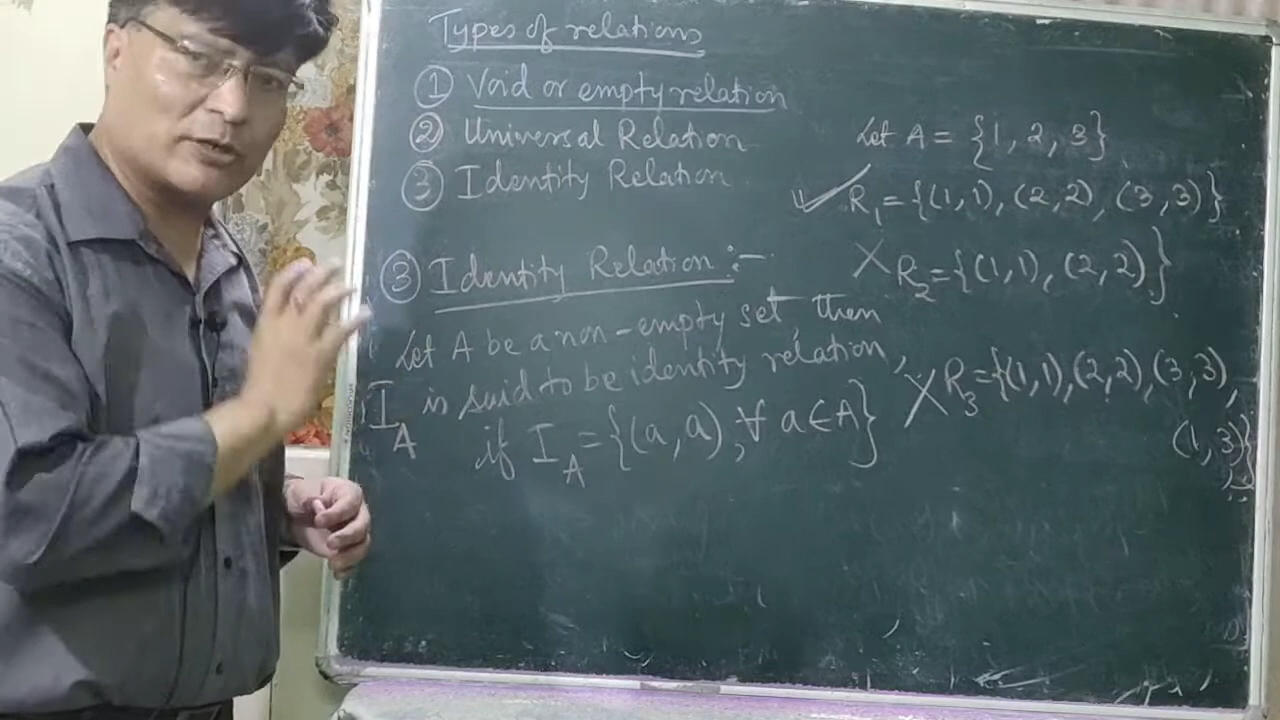 Types of relations
① Void or empty relation
② Universal Relation
③ Identity Relation
③ Identity Relation :-
Let A be a non-empty set, then
I_A is said to be identity relation,
if I_A = {(a, a), ∀ a ∈ A}
Let A = {1, 2, 3}
✓ R₁ = {(1,1), (2,2), (3,3)}
X R₂ = {(1,1), (2,2)}
X R₃ = {(1,1), (2,2), (3,3),
(1,3)}